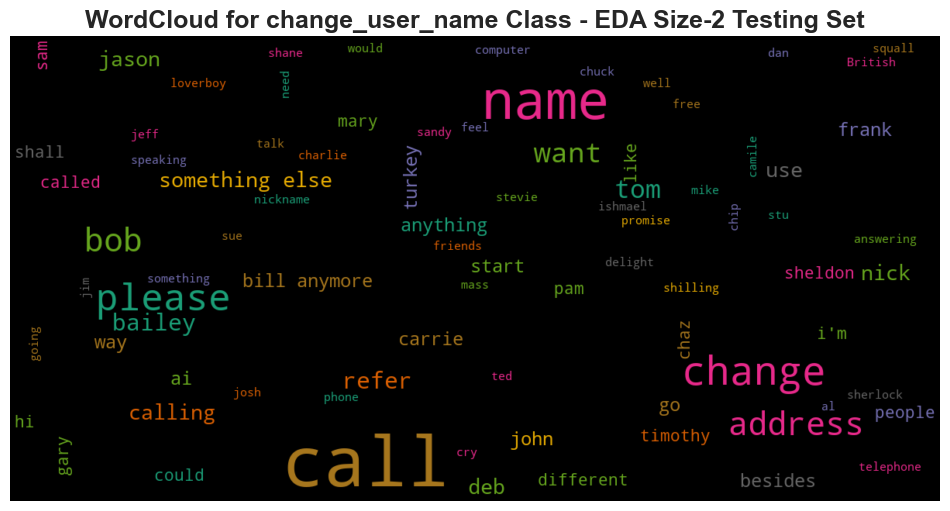 WordCloud for change_user_name Class - EDA Size-2 Testing Set
sam
jason
shane
would
computer
dan
squall
British
loverboy
need
chuck
well
free
name
mary
jeff
sandy
feel
frank
shall
speaking
talk
charlie
turkey
want
like
camile
use
called
something else
nickname
stevie
tom
mike
ishmael
promise
chip
stu
bob
sue
anything
friends
answering
start
delight
jim
something
bill anymore
mass
pam
shilling
sheldon
nick
please
bailey
going
way
carrie
chaz
i'm
ai
josh
phone
refer
ted
change
sherlock
hi
calling
go
al
people
address
gary
could
call
cry
john
timothy
deb
different
besides
telephone